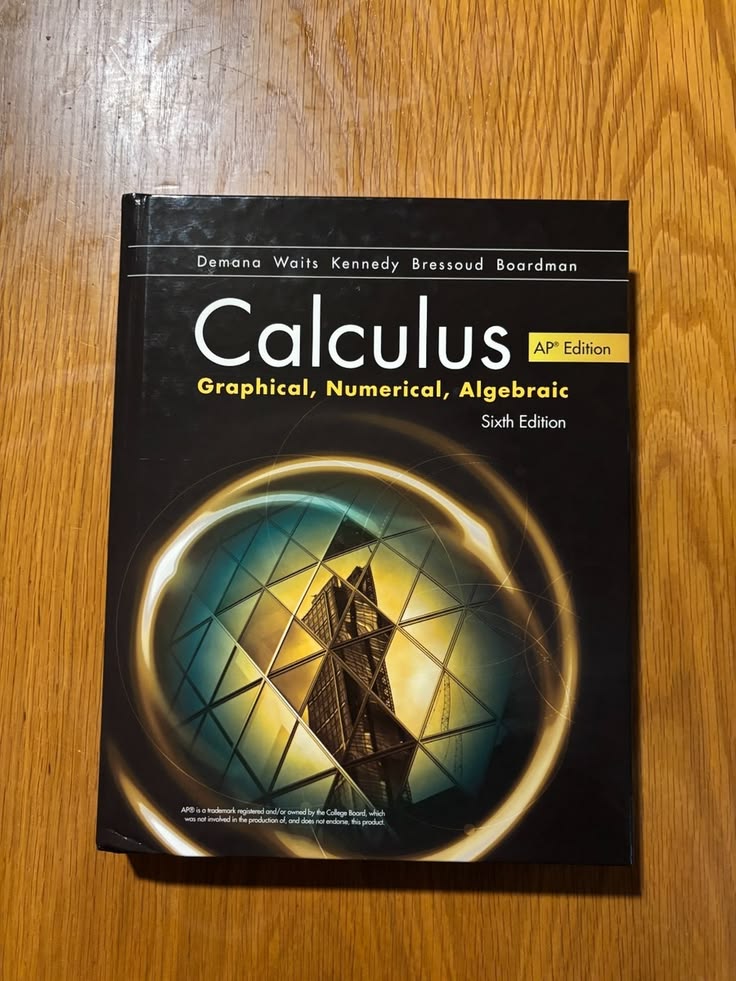 Demana Waits Kennedy Bressoud Boardman
Calculus
AP® Edition
Graphical, Numerical, Algebraic
Sixth Edition
AP® is a trademark registered and/or owned by the College Board, which
was not involved in the production of, and does not endorse, this product.